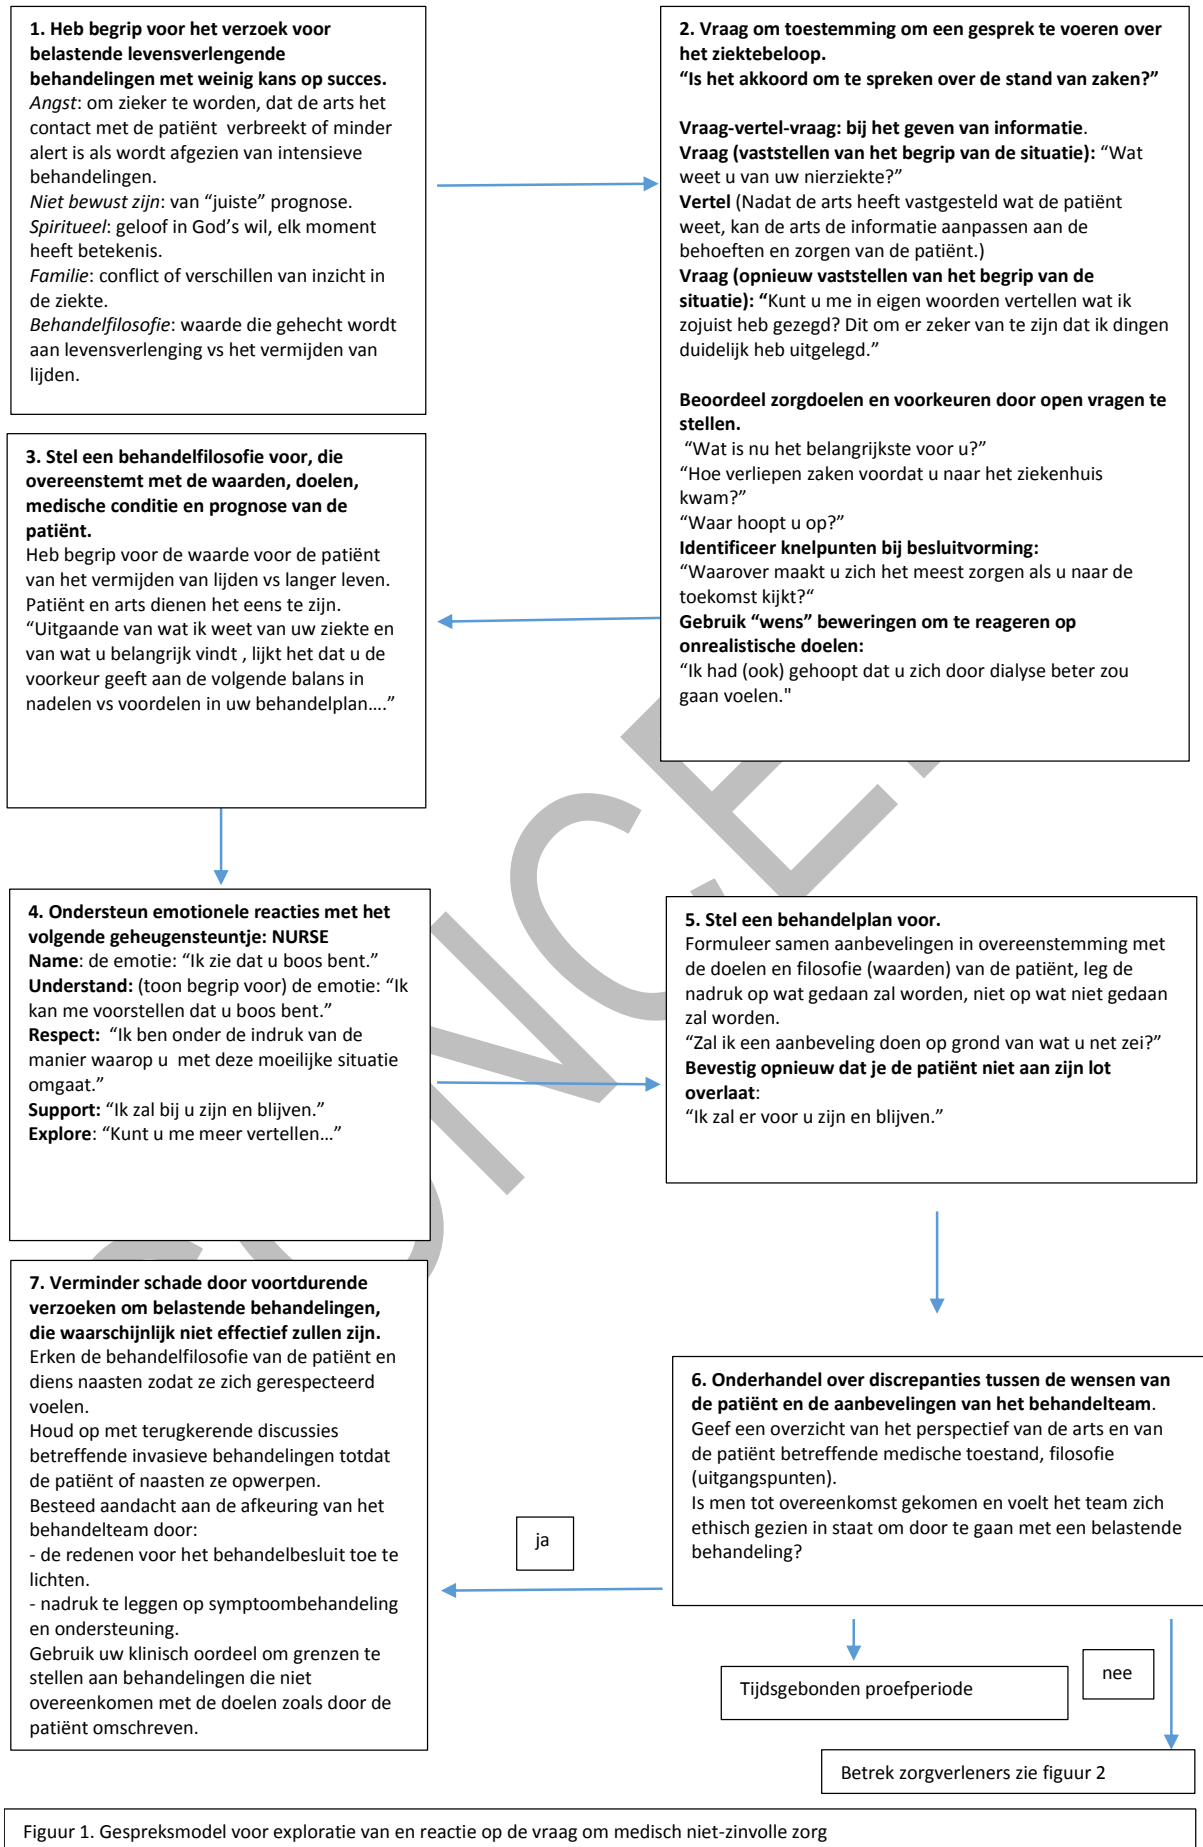 1. Heb begrip voor het verzoek voor
belastende levensverlengende
behandelingen met weinig kans op succes.
Angst: om zieker te worden, dat de arts het
contact met de patiënt verbreekt of minder
alert is als wordt afgezien van intensieve
behandelingen.
Niet bewust zijn: van “juiste” prognose.
Spiritueel: geloof in God’s wil, elk moment
heeft betekenis.
Familie: conflict of verschillen van inzicht in
de ziekte.
Behandelfilosofie: waarde die gehecht wordt
aan levensverlenging vs het vermijden van
lijden.
2. Vraag om toestemming om een gesprek te voeren over
het ziektebeloop.
“Is het akkoord om te spreken over de stand van zaken?”
Vraag-vertel-vraag: bij het geven van informatie.
Vraag (vaststellen van het begrip van de situatie): “Wat
weet u van uw nierziekte?”
Vertel (Nadat de arts heeft vastgesteld wat de patiënt
weet, kan de arts de informatie aanpassen aan de
behoeften en zorgen van de patiënt.)
Vraag (opnieuw vaststellen van het begrip van de
situatie): “Kunt u me in eigen woorden vertellen wat ik
zojuist heb gezegd? Dit om er zeker van te zijn dat ik dingen
duidelijk heb uitgelegd.”
Beoordeel zorgdoelen en voorkeuren door open vragen te
stellen.
“Wat is nu het belangrijkste voor u?”
“Hoe verliepen zaken voordat u naar het ziekenhuis
kwam?”
“Waar hoopt u op?”
Identificeer knelpunten bij besluitvorming:
“Waarover maakt u zich het meest zorgen als u naar de
toekomst kijkt?“
Gebruik “wens” beweringen om te reageren op
onrealistische doelen:
“Ik had (ook) gehoopt dat u zich door dialyse beter zou
gaan voelen."
3. Stel een behandelfilosofie voor, die
overeenstemt met de waarden, doelen,
medische conditie en prognose van de
patiënt.
Heb begrip voor de waarde voor de patiënt
van het vermijden van lijden vs langer leven.
Patiënt en arts dienen het eens te zijn.
“Uitgaande van wat ik weet van uw ziekte en
van wat u belangrijk vindt , lijkt het dat u de
voorkeur geeft aan de volgende balans in
nadelen vs voordelen in uw behandelplan….”
4. Ondersteun emotionele reacties met het
volgende geheugensteuntje: NURSE
Name: de emotie: “Ik zie dat u boos bent.”
Understand: (toon begrip voor) de emotie: “Ik
kan me voorstellen dat u boos bent.”
Respect: “Ik ben onder de indruk van de
manier waarop u met deze moeilijke situatie
omgaat.”
Support: “Ik zal bij u zijn en blijven.”
Explore: “Kunt u me meer vertellen…”
5. Stel een behandelplan voor.
Formuleer samen aanbevelingen in overeenstemming met
de doelen en filosofie (waarden) van de patiënt, leg de
nadruk op wat gedaan zal worden, niet op wat niet gedaan
zal worden.
“Zal ik een aanbeveling doen op grond van wat u net zei?”
Bevestig opnieuw dat je de patiënt niet aan zijn lot
overlaat:
“Ik zal er voor u zijn en blijven.”
7. Verminder schade door voortdurende
verzoeken om belastende behandelingen,
die waarschijnlijk niet effectief zullen zijn.
Erken de behandelfilosofie van de patiënt en
diens naasten zodat ze zich gerespecteerd
voelen.
Houd op met terugkerende discussies
betreffende invasieve behandelingen totdat
de patiënt of naasten ze opwerpen.
Besteed aandacht aan de afkeuring van het
behandelteam door:
- de redenen voor het behandelbesluit toe te
lichten.
- nadruk te leggen op symptoombehandeling
en ondersteuning.
Gebruik uw klinisch oordeel om grenzen te
stellen aan behandelingen die niet
overeenkomen met de doelen zoals door de
patiënt omschreven.
ja
6. Onderhandel over discrepanties tussen de wensen van
de patiënt en de aanbevelingen van het behandelteam.
Geef een overzicht van het perspectief van de arts en van
de patiënt betreffende medische toestand, filosofie
(uitgangspunten).
Is men tot overeenkomst gekomen en voelt het team zich
ethisch gezien in staat om door te gaan met een belastende
behandeling?
Tijdsgebonden proefperiode
nee
Betrek zorgverleners zie figuur 2
Figuur 1. Gespreksmodel voor exploratie van en reactie op de vraag om medisch niet-zinvolle zorg